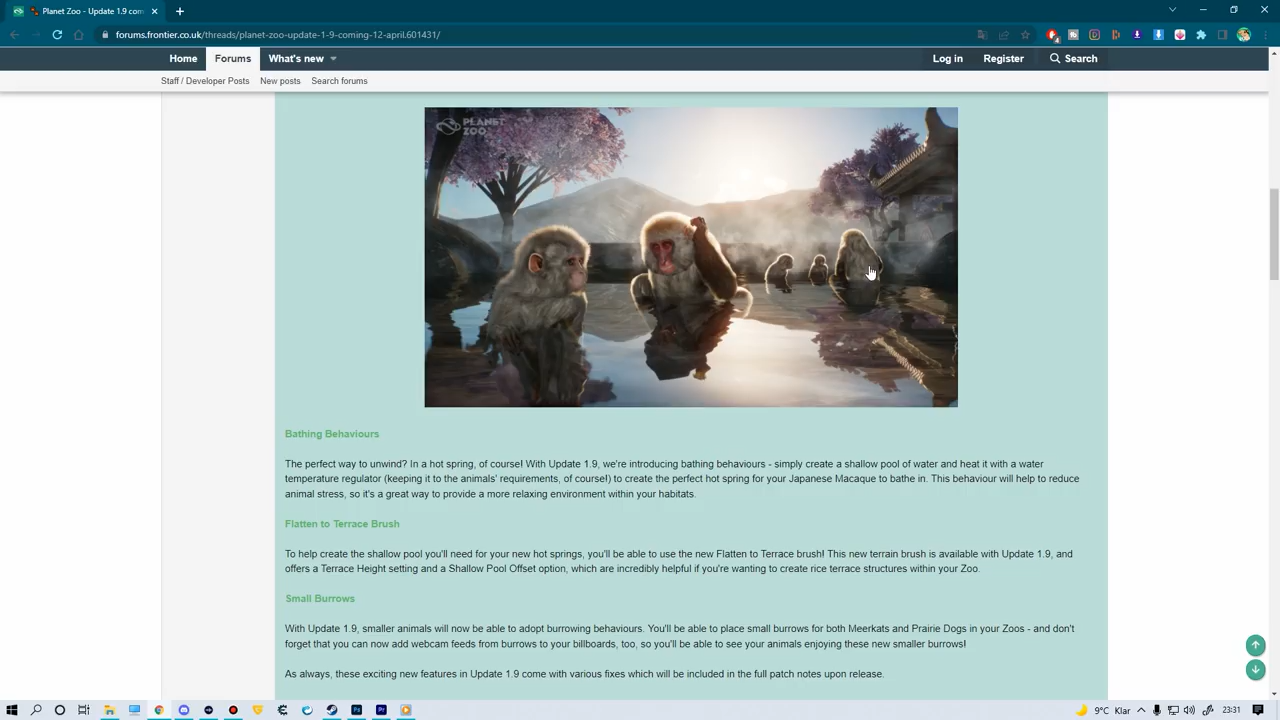 Planet Zoo - Update 1.9 com
forums.frontier.co.uk/threads/planet-zoo-update-1-9-coming-12-april.601431/
Home Forums What's new Log in Register Search
Staff / Developer Posts New posts Search forums
PLANET
ZOO
Bathing Behaviours
The perfect way to unwind? In a hot spring, of course! With Update 1.9, we're introducing bathing behaviours - simply create a shallow pool of water and heat it with a water
temperature regulator (keeping it to the animals' requirements, of course!) to create the perfect hot spring for your Japanese Macaque to bathe in. This behaviour will help to reduce
animal stress, so it's a great way to provide a more relaxing environment within your habitats.
Flatten to Terrace Brush
To help create the shallow pool you'll need for your new hot springs, you'll be able to use the new Flatten to Terrace brush! This new terrain brush is available with Update 1.9, and
offers a Terrace Height setting and a Shallow Pool Offset option, which are incredibly helpful if you're wanting to create rice terrace structures within your Zoo.
Small Burrows
With Update 1.9, smaller animals will now be able to adopt burrowing behaviours. You'll be able to place small burrows for both Meerkats and Prairie Dogs in your Zoos - and don't
forget that you can now add webcam feeds from burrows to your billboards, too, so you'll be able to see your animals enjoying these new smaller burrows!
As always, these exciting new features in Update 1.9 come with various fixes which will be included in the full patch notes upon release.
9°C Klar 23:31